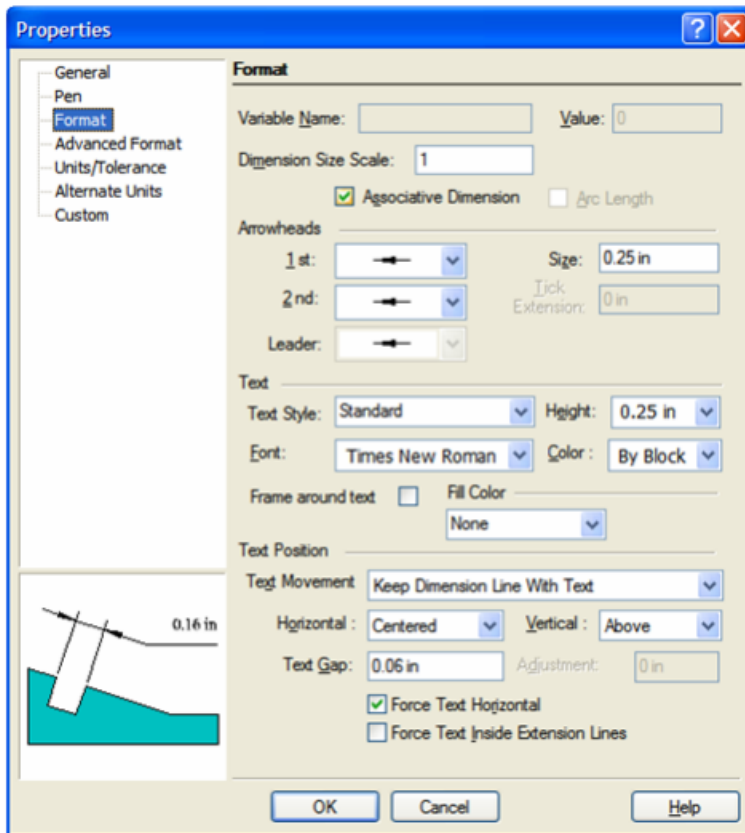 Properties
General
Pen
Format
Advanced Format
Units/Tolerance
Alternate Units
Custom
0.16 in
Format
Variable Name: Value: 0
Dimension Size Scale: 1
Associative Dimension Arc Length
Arrowheads
1 st: Size: 0.25 in
2 nd: Tick Extension: 0 in
Leader:
Text
Text Style: Standard Height: 0.25 in
Font: Times New Roman Color : By Block
Frame around text Fill Color
None
Text Position
Text Movement Keep Dimension Line With Text
Horizontal : Centered Vertical : Above
Text Gap: 0.06 in Adjustment: 0 in
Force Text Horizontal
Force Text Inside Extension Lines
OK Cancel Help